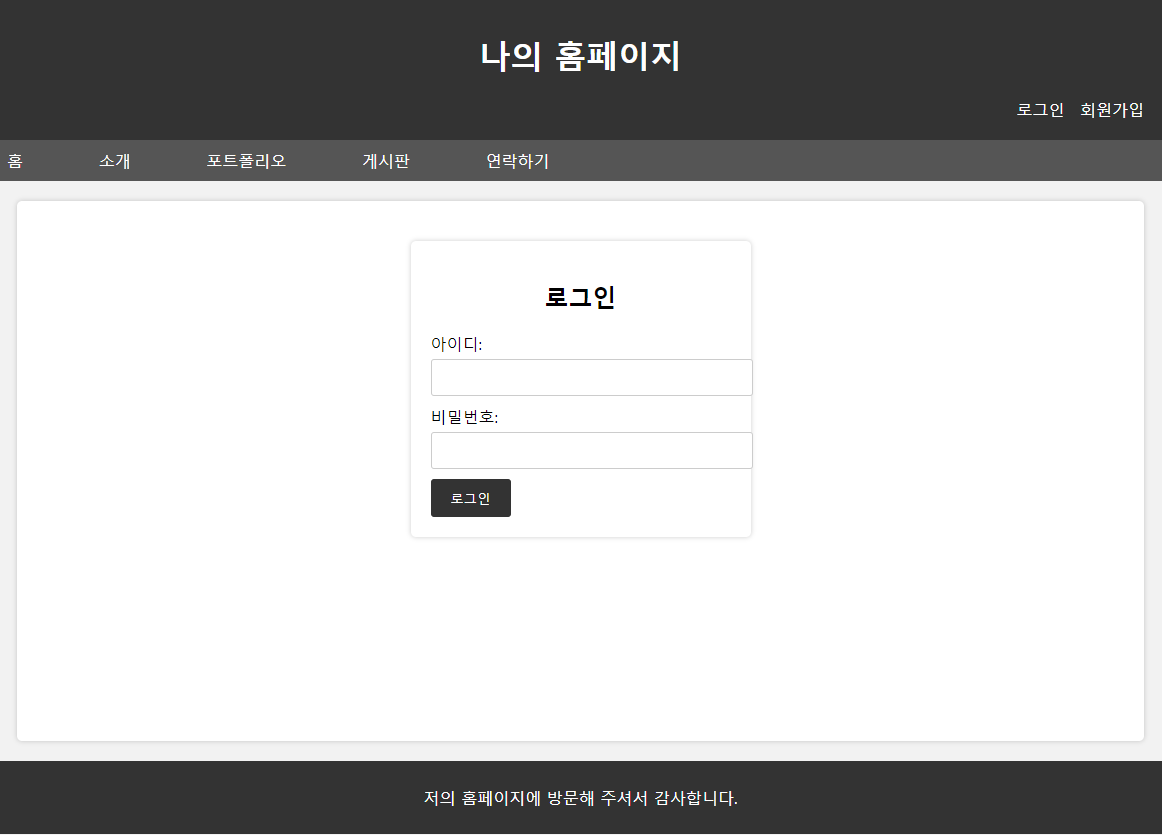 나의 홈페이지
로그인 회원가입
홈 소개 포트폴리오 게시판 연락하기
로그인
아이디:
비밀번호:
로그인
저의 홈페이지에 방문해 주셔서 감사합니다.